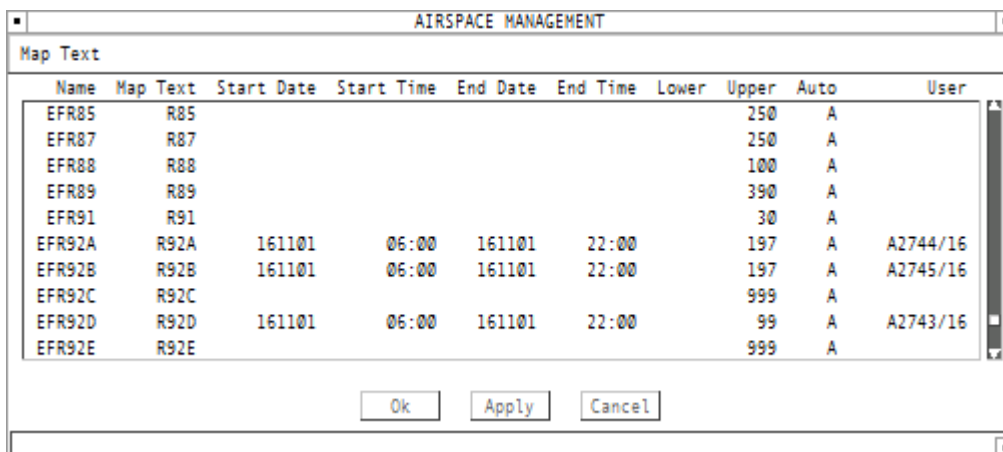 AIRSPACE MANAGEMENT
Map Text
Name Map Text Start Date Start Time End Date End Time Lower Upper Auto User
EFR85 R85 250 A
EFR87 R87 250 A
EFR88 R88 100 A
EFR89 R89 390 A
EFR91 R91 30 A
EFR92A R92A 161101 06:00 161101 22:00 197 A A2744/16
EFR92B R92B 161101 06:00 161101 22:00 197 A A2745/16
EFR92C R92C 999 A
EFR92D R92D 161101 06:00 161101 22:00 99 A A2743/16
EFR92E R92E 999 A
Ok Apply Cancel